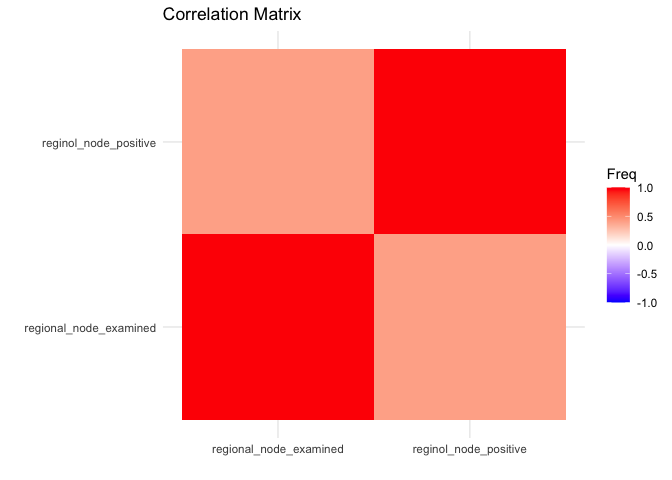 Correlation Matrix
reginol_node_positive
regional_node_examined
regional_node_examined
reginol_node_positive
Freq
1.0
0.5
0.0
-0.5
-1.0